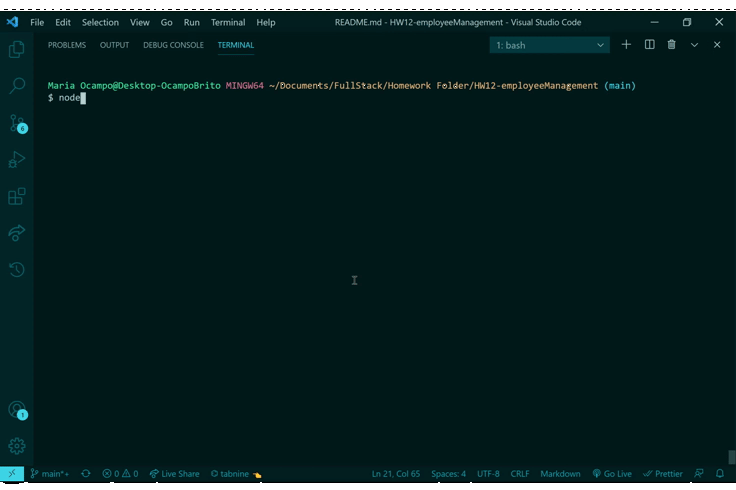 File Edit Selection View Go Run Terminal Help README.md - HW12-employeeManagement - Visual Studio Code
PROBLEMS OUTPUT DEBUG CONSOLE TERMINAL 1: bash
Maria Ocampo@Desktop-OcampoBrito MINGW64 ~/Documents/FullStack/Homework Folder/HW12-employeeManagement (main)
$ node
6
1
main*+ 0 0 Live Share tabnine Ln 21, Col 65 Spaces: 4 UTF-8 CRLF Markdown Go Live Prettier